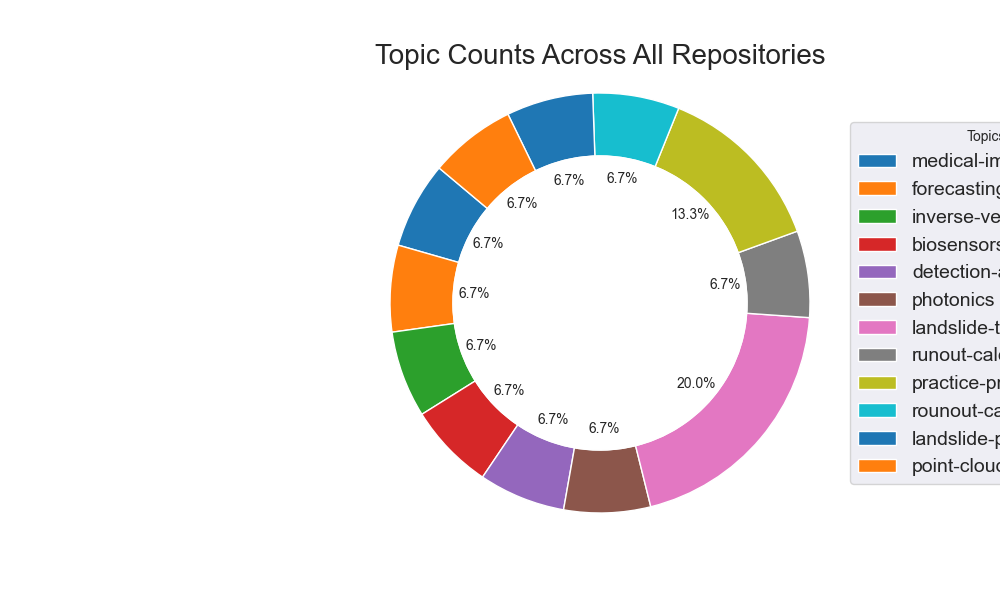 Topic Counts Across All Repositories
6.7%
6.7%
13.3%
6.7%
6.7%
6.7%
6.7%
6.7%
20.0%
6.7%
6.7%
6.7%
Topics
medical-im
forecasting
inverse-ve
biosensors
detection-a
photonics
landslide-t
runout-calc
practice-pr
rounout-ca
landslide-p
point-cloud